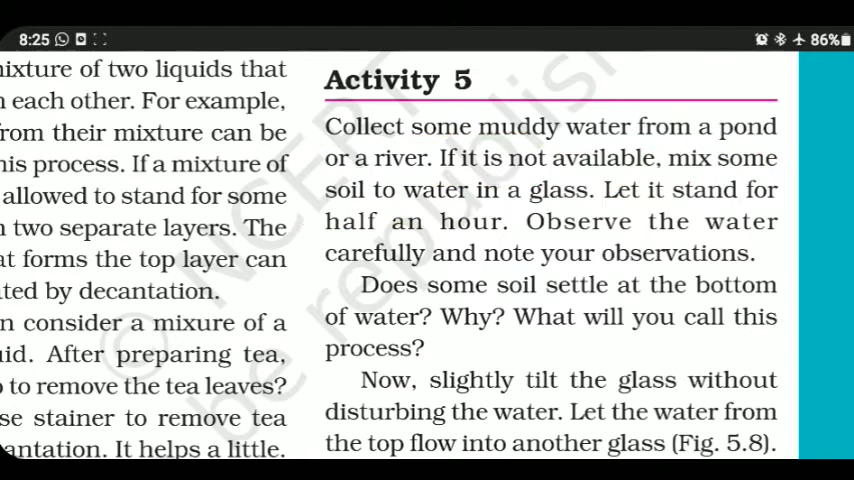 8:25
86%
ixture of two liquids that
each other. For example,
from their mixture can be
his process. If a mixture of
allowed to stand for some
two separate layers. The
at forms the top layer can
ted by decantation.
n consider a mixure of a
uid. After preparing tea,
to remove the tea leaves?
se stainer to remove tea
antation. It helps a little.
Activity 5
Collect some muddy water from a pond
or a river. If it is not available, mix some
soil to water in a glass. Let it stand for
half an hour. Observe the water
carefully and note your observations.
Does some soil settle at the bottom
of water? Why? What will you call this
process?
Now, slightly tilt the glass without
disturbing the water. Let the water from
the top flow into another glass (Fig. 5.8).
© NCERT
be republis